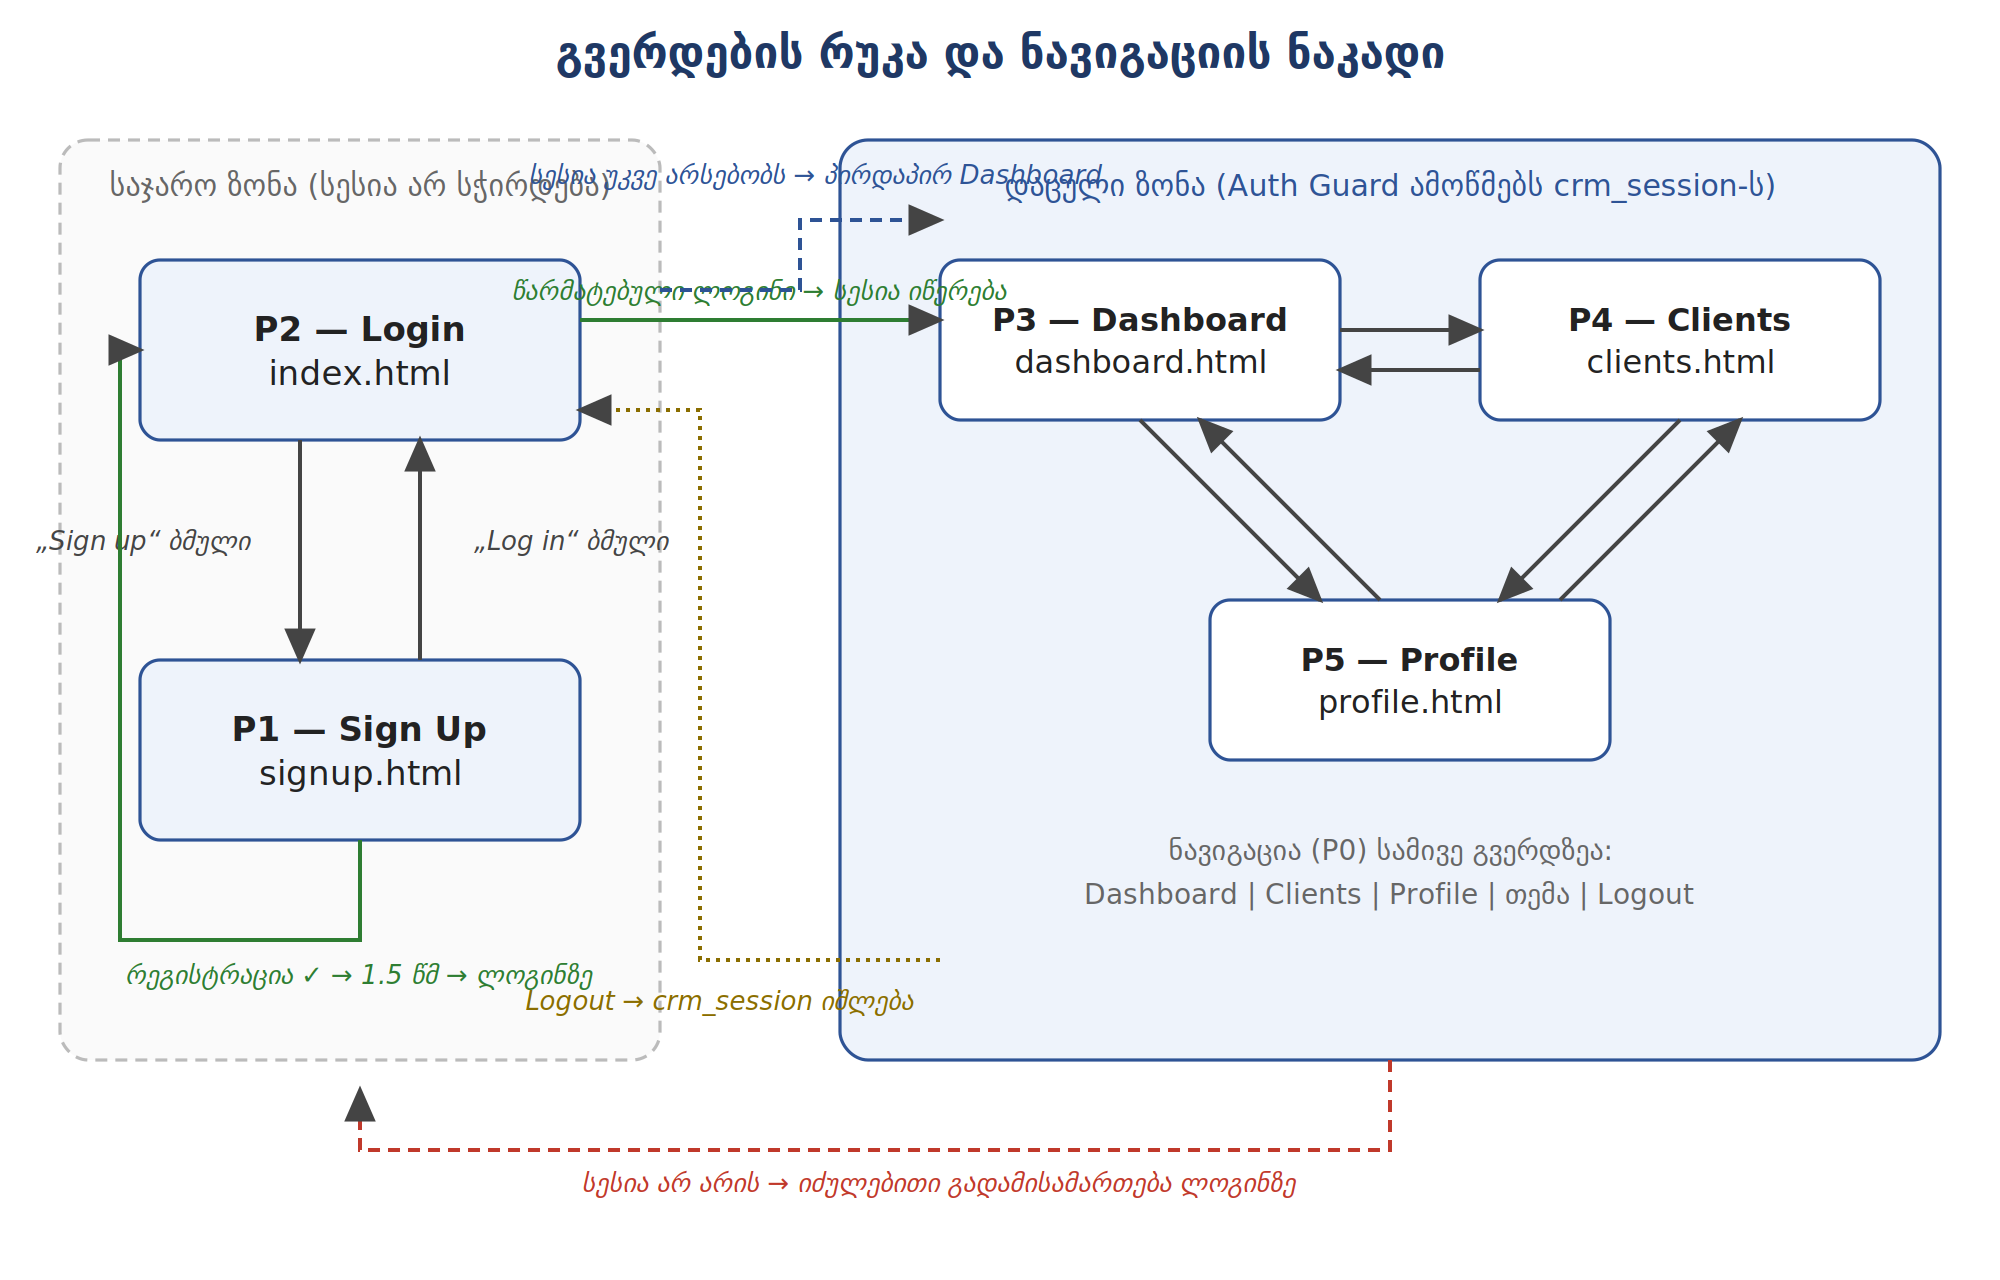 გვერდების რუკა და ნავიგაციის ნაკადი
საჯარო ზონა (სესია არ სჭირდება)
სესია უკვე არსებობს → პირდაპირ Dashboard
დაცული ზონა (Auth Guard ამოწმებს crm_session-ს)
P2 — Login
index.html
წარმატებული ლოგინი → სესია იწერება
P3 — Dashboard
dashboard.html
P4 — Clients
clients.html
„Sign up“ ბმული
„Log in“ ბმული
P1 — Sign Up
signup.html
P5 — Profile
profile.html
ნავიგაცია (P0) სამივე გვერდზეა:
Dashboard | Clients | Profile | თემა | Logout
რეგისტრაცია ✓ → 1.5 წმ → ლოგინზე
Logout → crm_session იშლება
სესია არ არის → იძულებითი გადამისამართება ლოგინზე